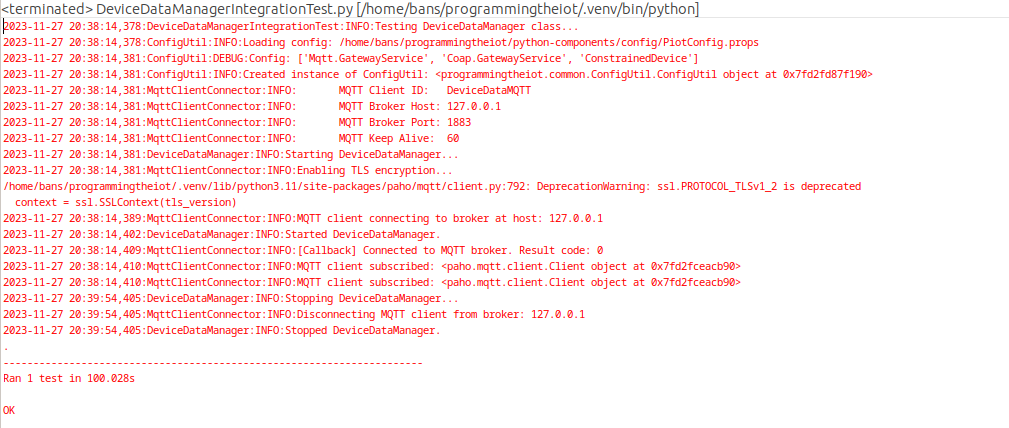 <terminated> DeviceDataManagerIntegrationTest.py [/home/bans/programmingtheiot/.venv/bin/python]
2023-11-27 20:38:14,378:DeviceDataManagerIntegrationTest:INFO:Testing DeviceDataManager class...
2023-11-27 20:38:14,378:ConfigUtil:INFO:Loading config: /home/bans/programmingtheiot/python-components/config/PiotConfig.props
2023-11-27 20:38:14,381:ConfigUtil:DEBUG:Config: ['Mqtt.GatewayService', 'Coap.GatewayService', 'ConstrainedDevice']
2023-11-27 20:38:14,381:ConfigUtil:INFO:Created instance of ConfigUtil: <programmingtheiot.common.ConfigUtil.ConfigUtil object at 0x7fd2fd87f190>
2023-11-27 20:38:14,381:MqttClientConnector:INFO:       MQTT Client ID:   DeviceDataMQTT
2023-11-27 20:38:14,381:MqttClientConnector:INFO:       MQTT Broker Host: 127.0.0.1
2023-11-27 20:38:14,381:MqttClientConnector:INFO:       MQTT Broker Port: 1883
2023-11-27 20:38:14,381:MqttClientConnector:INFO:       MQTT Keep Alive:  60
2023-11-27 20:38:14,381:DeviceDataManager:INFO:Starting DeviceDataManager...
2023-11-27 20:38:14,381:MqttClientConnector:INFO:Enabling TLS encryption...
/home/bans/programmingtheiot/.venv/lib/python3.11/site-packages/paho/mqtt/client.py:792: DeprecationWarning: ssl.PROTOCOL_TLSv1_2 is deprecated
  context = ssl.SSLContext(tls_version)
2023-11-27 20:38:14,389:MqttClientConnector:INFO:MQTT client connecting to broker at host: 127.0.0.1
2023-11-27 20:38:14,402:DeviceDataManager:INFO:Started DeviceDataManager.
2023-11-27 20:38:14,409:MqttClientConnector:INFO:[Callback] Connected to MQTT broker. Result code: 0
2023-11-27 20:38:14,410:MqttClientConnector:INFO:MQTT client subscribed: <paho.mqtt.client.Client object at 0x7fd2fceacb90>
2023-11-27 20:38:14,410:MqttClientConnector:INFO:MQTT client subscribed: <paho.mqtt.client.Client object at 0x7fd2fceacb90>
2023-11-27 20:39:54,405:DeviceDataManager:INFO:Stopping DeviceDataManager...
2023-11-27 20:39:54,405:MqttClientConnector:INFO:Disconnecting MQTT client from broker: 127.0.0.1
2023-11-27 20:39:54,405:DeviceDataManager:INFO:Stopped DeviceDataManager.
.
----------------------------------------------------------------------
Ran 1 test in 100.028s
OK